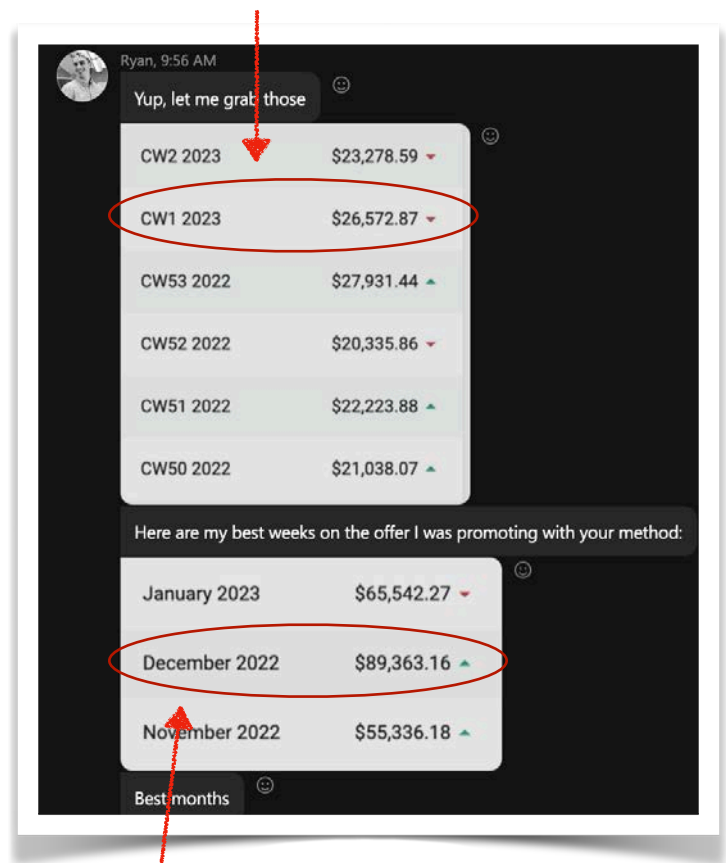 Ryan, 9:56 AM
Yup, let me grab those
CW2 2023 $23,278.59
CW1 2023 $26,572.87
CW53 2022 $27,931.44
CW52 2022 $20,335.86
CW51 2022 $22,223.88
CW50 2022 $21,038.07
Here are my best weeks on the offer I was promoting with your method:
January 2023 $65,542.27
December 2022 $89,363.16
November 2022 $55,336.18
Best months